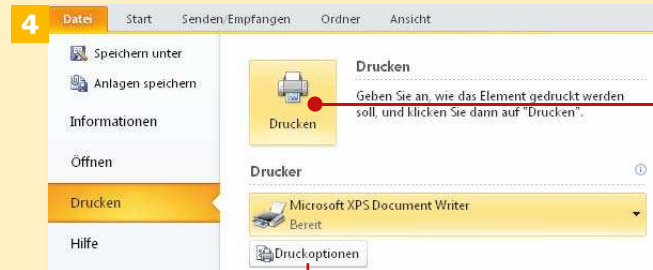 4
Datei Start Senden/Empfangen Ordner Ansicht
Speichern unter
Anlagen speichern
Informationen
Öffnen
Drucken
Hilfe
Drucken
Drucken
Geben Sie an, wie das Element gedruckt werden
soll, und klicken Sie dann auf "Drucken".
Drucker
Microsoft XPS Document Writer
Bereit
Druckoptionen